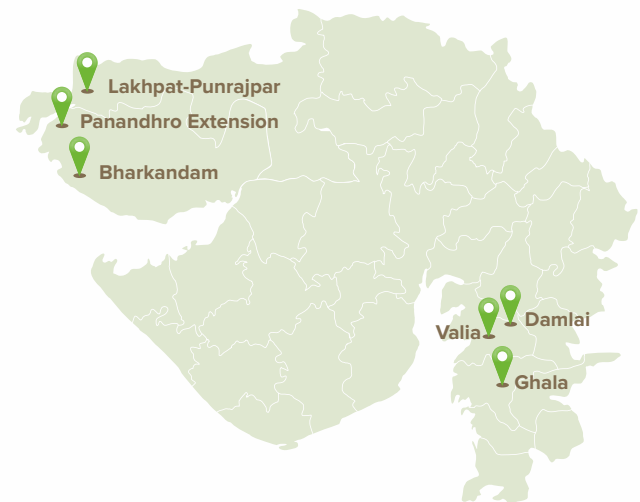 Lakhpat-Punrajpar
Panandhro Extension
Bharkandam
Damlai
Valia
Ghala